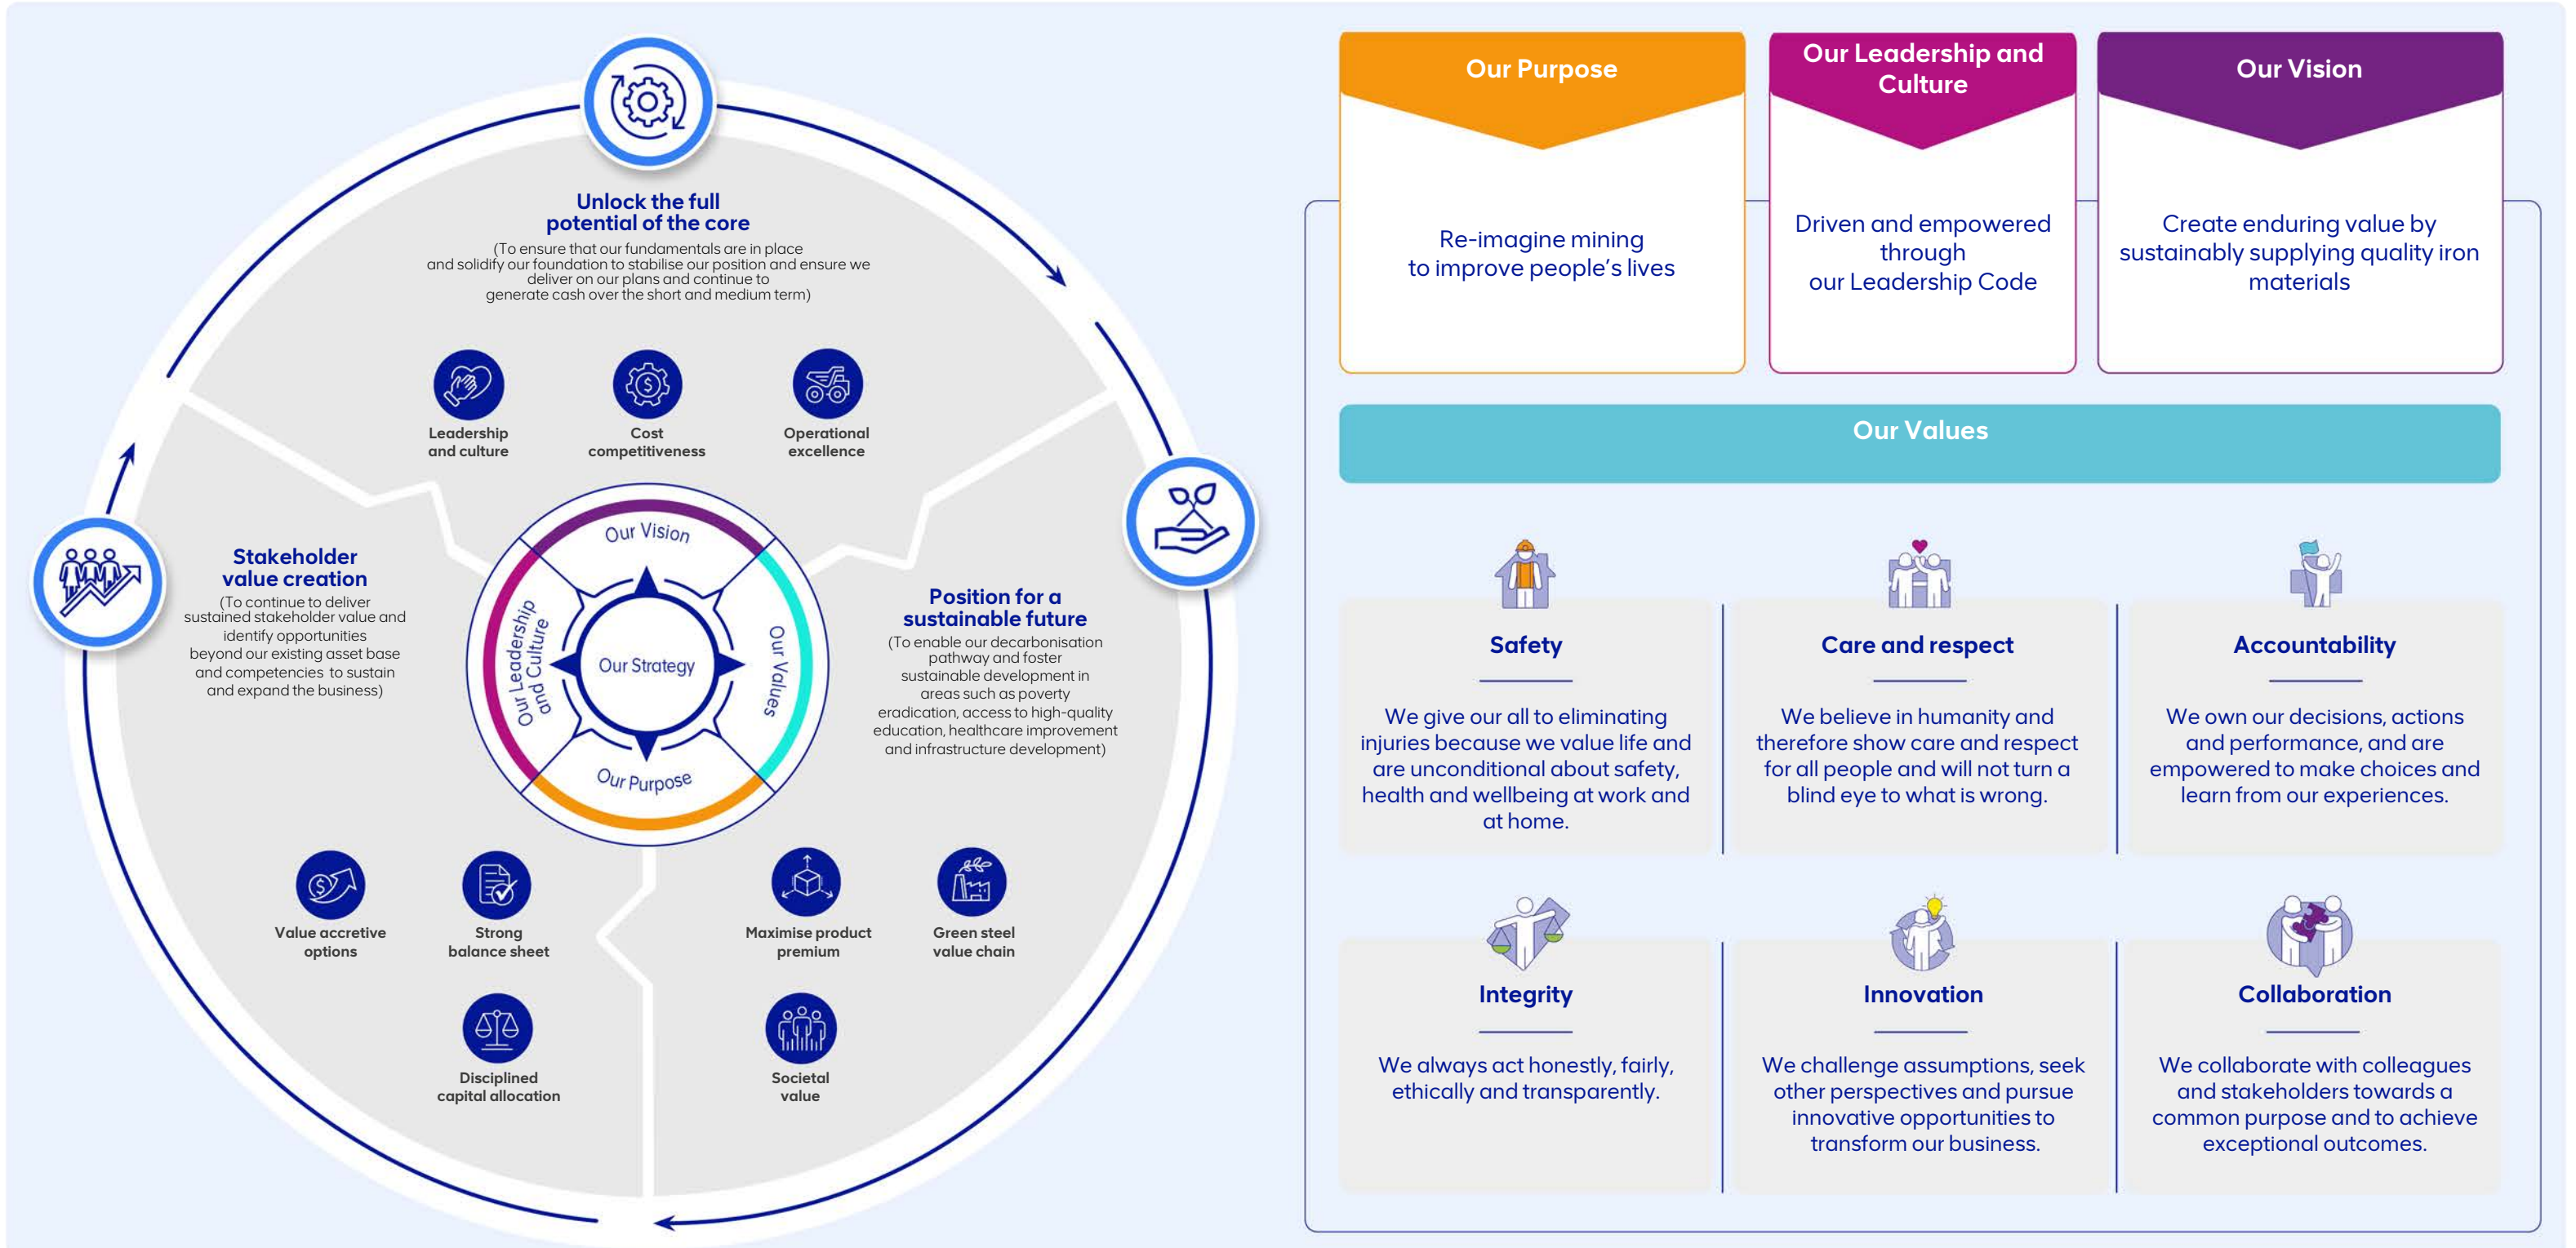 Unlock the full
potential of the core
(To ensure that our fundamentals are in place
and solidify our foundation to stabilise our position and ensure we
deliver on our plans and continue to
generate cash over the short and medium term)
Leadership
and culture
Cost
competitiveness
Operational
excellence
Stakeholder
value creation
(To continue to deliver
sustained stakeholder value and
identify opportunities
beyond our existing asset base
and competencies to sustain
and expand the business)
Our Vision
Our Leadership
and Culture
Our Strategy
Our Values
Our Purpose
Position for a
sustainable future
(To enable our decarbonisation
pathway and foster
sustainable development in
areas such as poverty
eradication, access to high-quality
education, healthcare improvement
and infrastructure development)
Value accretive
options
Strong
balance sheet
Disciplined
capital allocation
Maximise product
premium
Green steel
value chain
Societal
value
Our Purpose
Re-imagine mining
to improve people's lives
Our Leadership and
Culture
Driven and empowered
through
our Leadership Code
Our Vision
Create enduring value by
sustainably supplying quality iron
materials
Our Values
Safety
We give our all to eliminating
injuries because we value life and
are unconditional about safety,
health and wellbeing at work and
at home.
Care and respect
We believe in humanity and
therefore show care and respect
for all people and will not turn a
blind eye to what is wrong.
Accountability
We own our decisions, actions
and performance, and are
empowered to make choices and
learn from our experiences.
Integrity
We always act honestly, fairly,
ethically and transparently.
Innovation
We challenge assumptions, seek
other perspectives and pursue
innovative opportunities to
transform our business.
Collaboration
We collaborate with colleagues
and stakeholders towards a
common purpose and to achieve
exceptional outcomes.